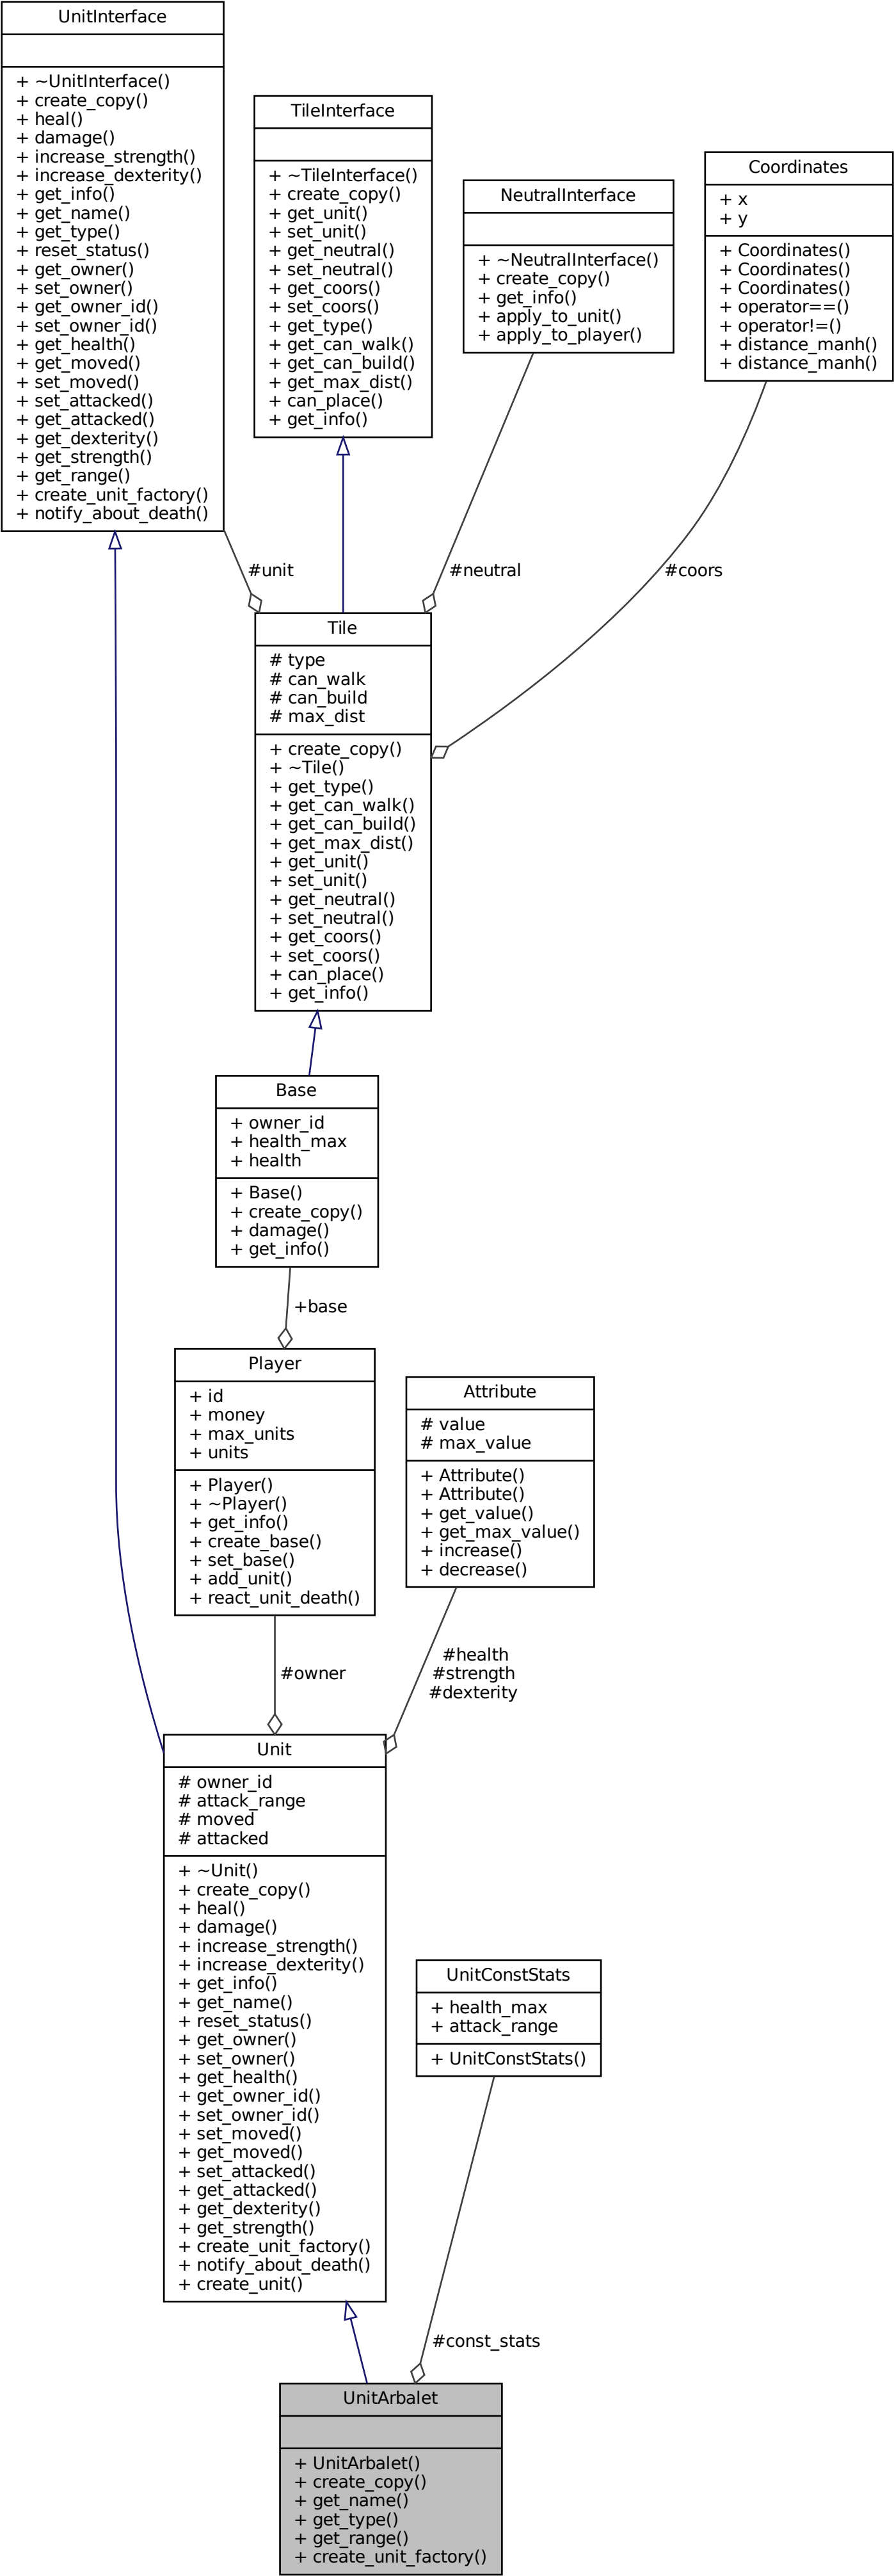 UnitInterface
+ ~UnitInterface()
+ create_copy()
+ heal()
+ damage()
+ increase_strength()
+ increase_dexterity()
+ get_info()
+ get_name()
+ get_type()
+ reset_status()
+ get_owner()
+ set_owner()
+ get_owner_id()
+ set_owner_id()
+ get_health()
+ get_moved()
+ set_moved()
+ set_attacked()
+ get_attacked()
+ get_dexterity()
+ get_strength()
+ get_range()
+ create_unit_factory()
+ notify_about_death()
TileInterface
+ ~TileInterface()
+ create_copy()
+ get_unit()
+ set_unit()
+ get_neutral()
+ set_neutral()
+ get_coors()
+ set_coors()
+ get_type()
+ get_can_walk()
+ get_can_build()
+ get_max_dist()
+ can_place()
+ get_info()
NeutralInterface
+ ~NeutralInterface()
+ create_copy()
+ get_info()
+ apply_to_unit()
+ apply_to_player()
Coordinates
+ x
+ y
+ Coordinates()
+ Coordinates()
+ Coordinates()
+ operator==()
+ operator!=()
+ distance_manh()
+ distance_manh()
#unit
#neutral
#coors
Tile
# type
# can_walk
# can_build
# max_dist
+ create_copy()
+ ~Tile()
+ get_type()
+ get_can_walk()
+ get_can_build()
+ get_max_dist()
+ get_unit()
+ set_unit()
+ get_neutral()
+ set_neutral()
+ get_coors()
+ set_coors()
+ can_place()
+ get_info()
Base
+ owner_id
+ health_max
+ health
+ Base()
+ create_copy()
+ damage()
+ get_info()
+base
Player
+ id
+ money
+ max_units
+ units
+ Player()
+ ~Player()
+ get_info()
+ create_base()
+ set_base()
+ add_unit()
+ react_unit_death()
Attribute
# value
# max_value
+ Attribute()
+ Attribute()
+ get_value()
+ get_max_value()
+ increase()
+ decrease()
#owner
#health
#strength
#dexterity
Unit
# owner_id
# attack_range
# moved
# attacked
+ ~Unit()
+ create_copy()
+ heal()
+ damage()
+ increase_strength()
+ increase_dexterity()
+ get_info()
+ get_name()
+ reset_status()
+ get_owner()
+ set_owner()
+ get_health()
+ get_owner_id()
+ set_owner_id()
+ set_moved()
+ get_moved()
+ set_attacked()
+ get_attacked()
+ get_dexterity()
+ get_strength()
+ create_unit_factory()
+ notify_about_death()
+ create_unit()
UnitConstStats
+ health_max
+ attack_range
+ UnitConstStats()
#const_stats
UnitArbalet
+ UnitArbalet()
+ create_copy()
+ get_name()
+ get_type()
+ get_range()
+ create_unit_factory()